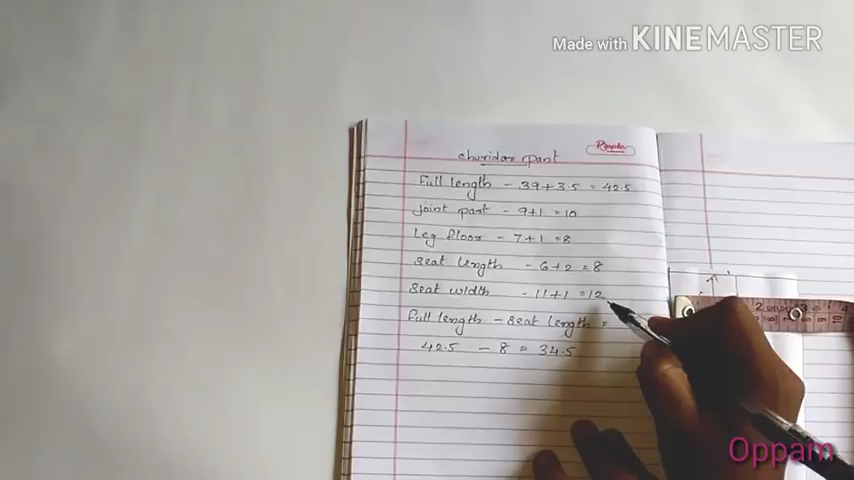 Made with KINEMASTER
Ripple
churidar pant
Full length - 39+3.5 = 42.5
joint part - 9+1 = 10
Leg floor - 7+1 = 8
seat length - 6+2 = 8
seat width - 11+1 = 12
Full length - seat length =
42.5 - 8 = 34.5
Oppam